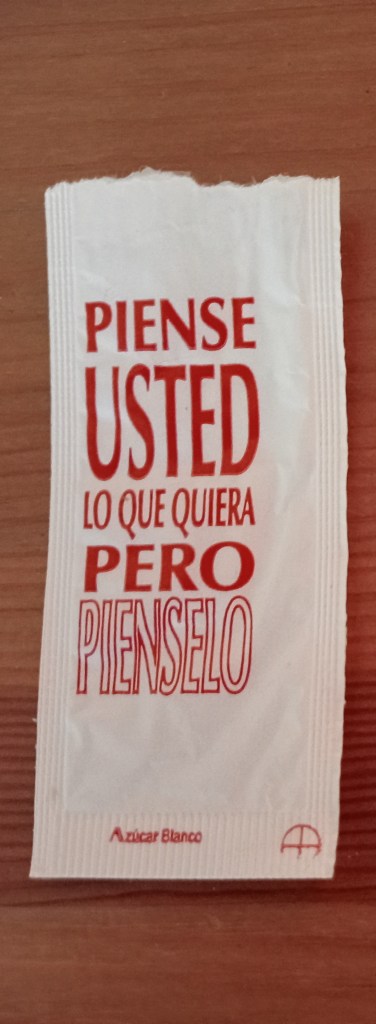 PIENSE
USTED
LO QUE QUIERA
PERO
PIENSELO
Azúcar Blanco